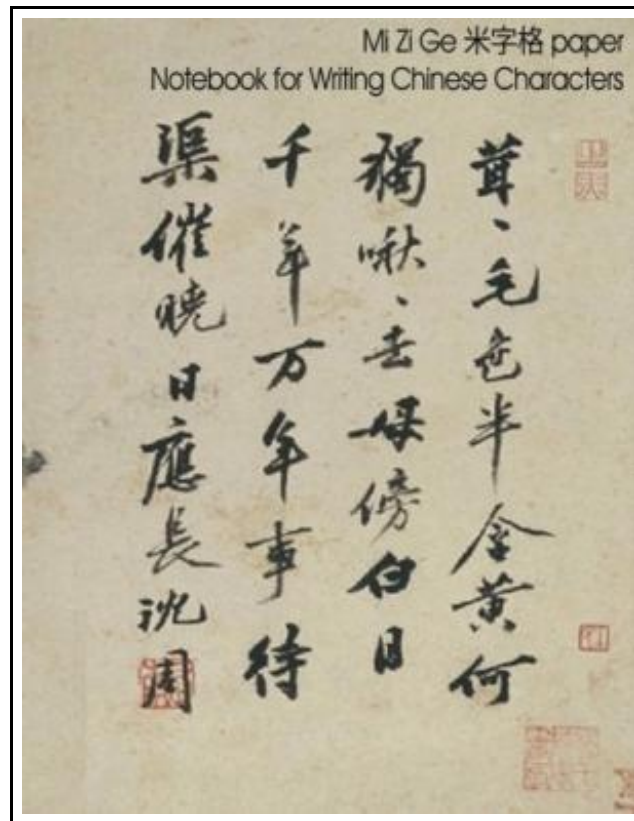 Mi Zi Ge 米字格 paper
Notebook for Writing Chinese Characters
茸、毛色半含黄何
獨啾、去母傍白日
千年万年事待
渠催曉日應長沈周